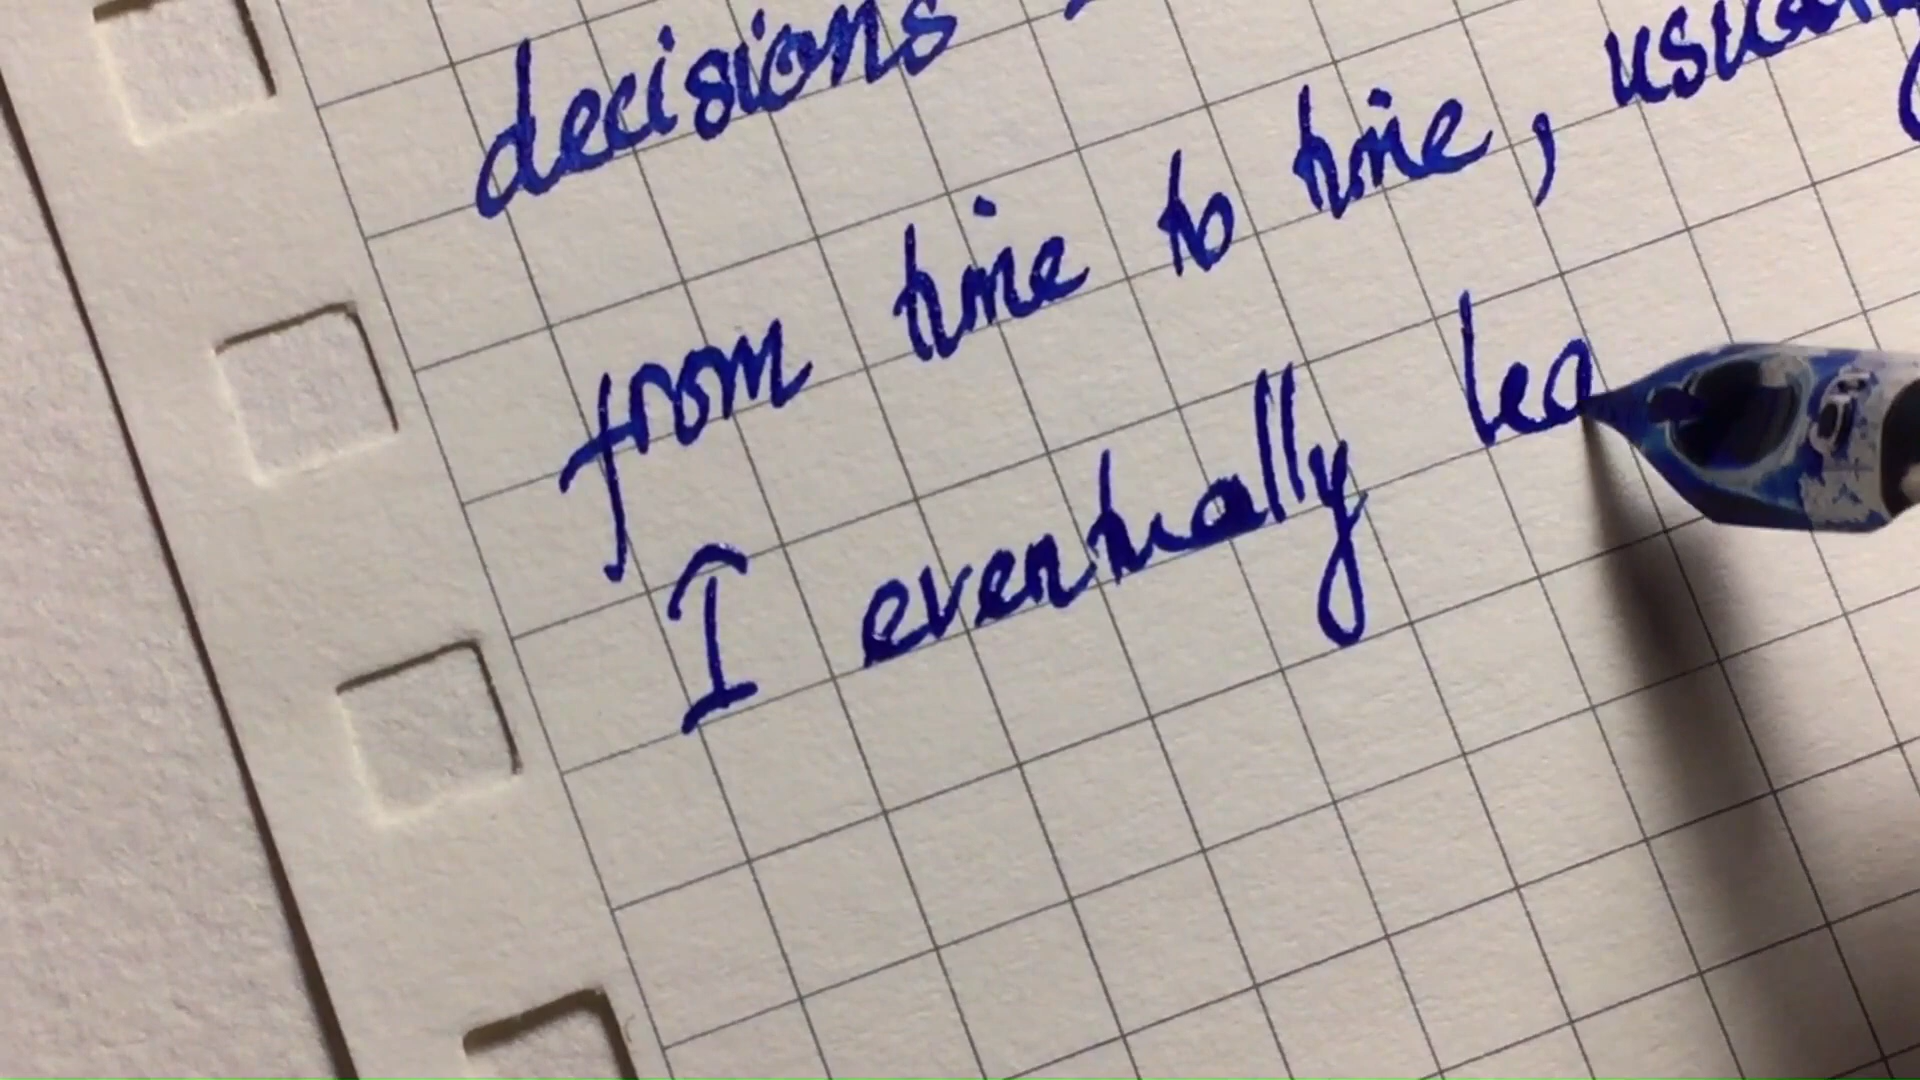 decisions
from time to time, usually
I eventually lea